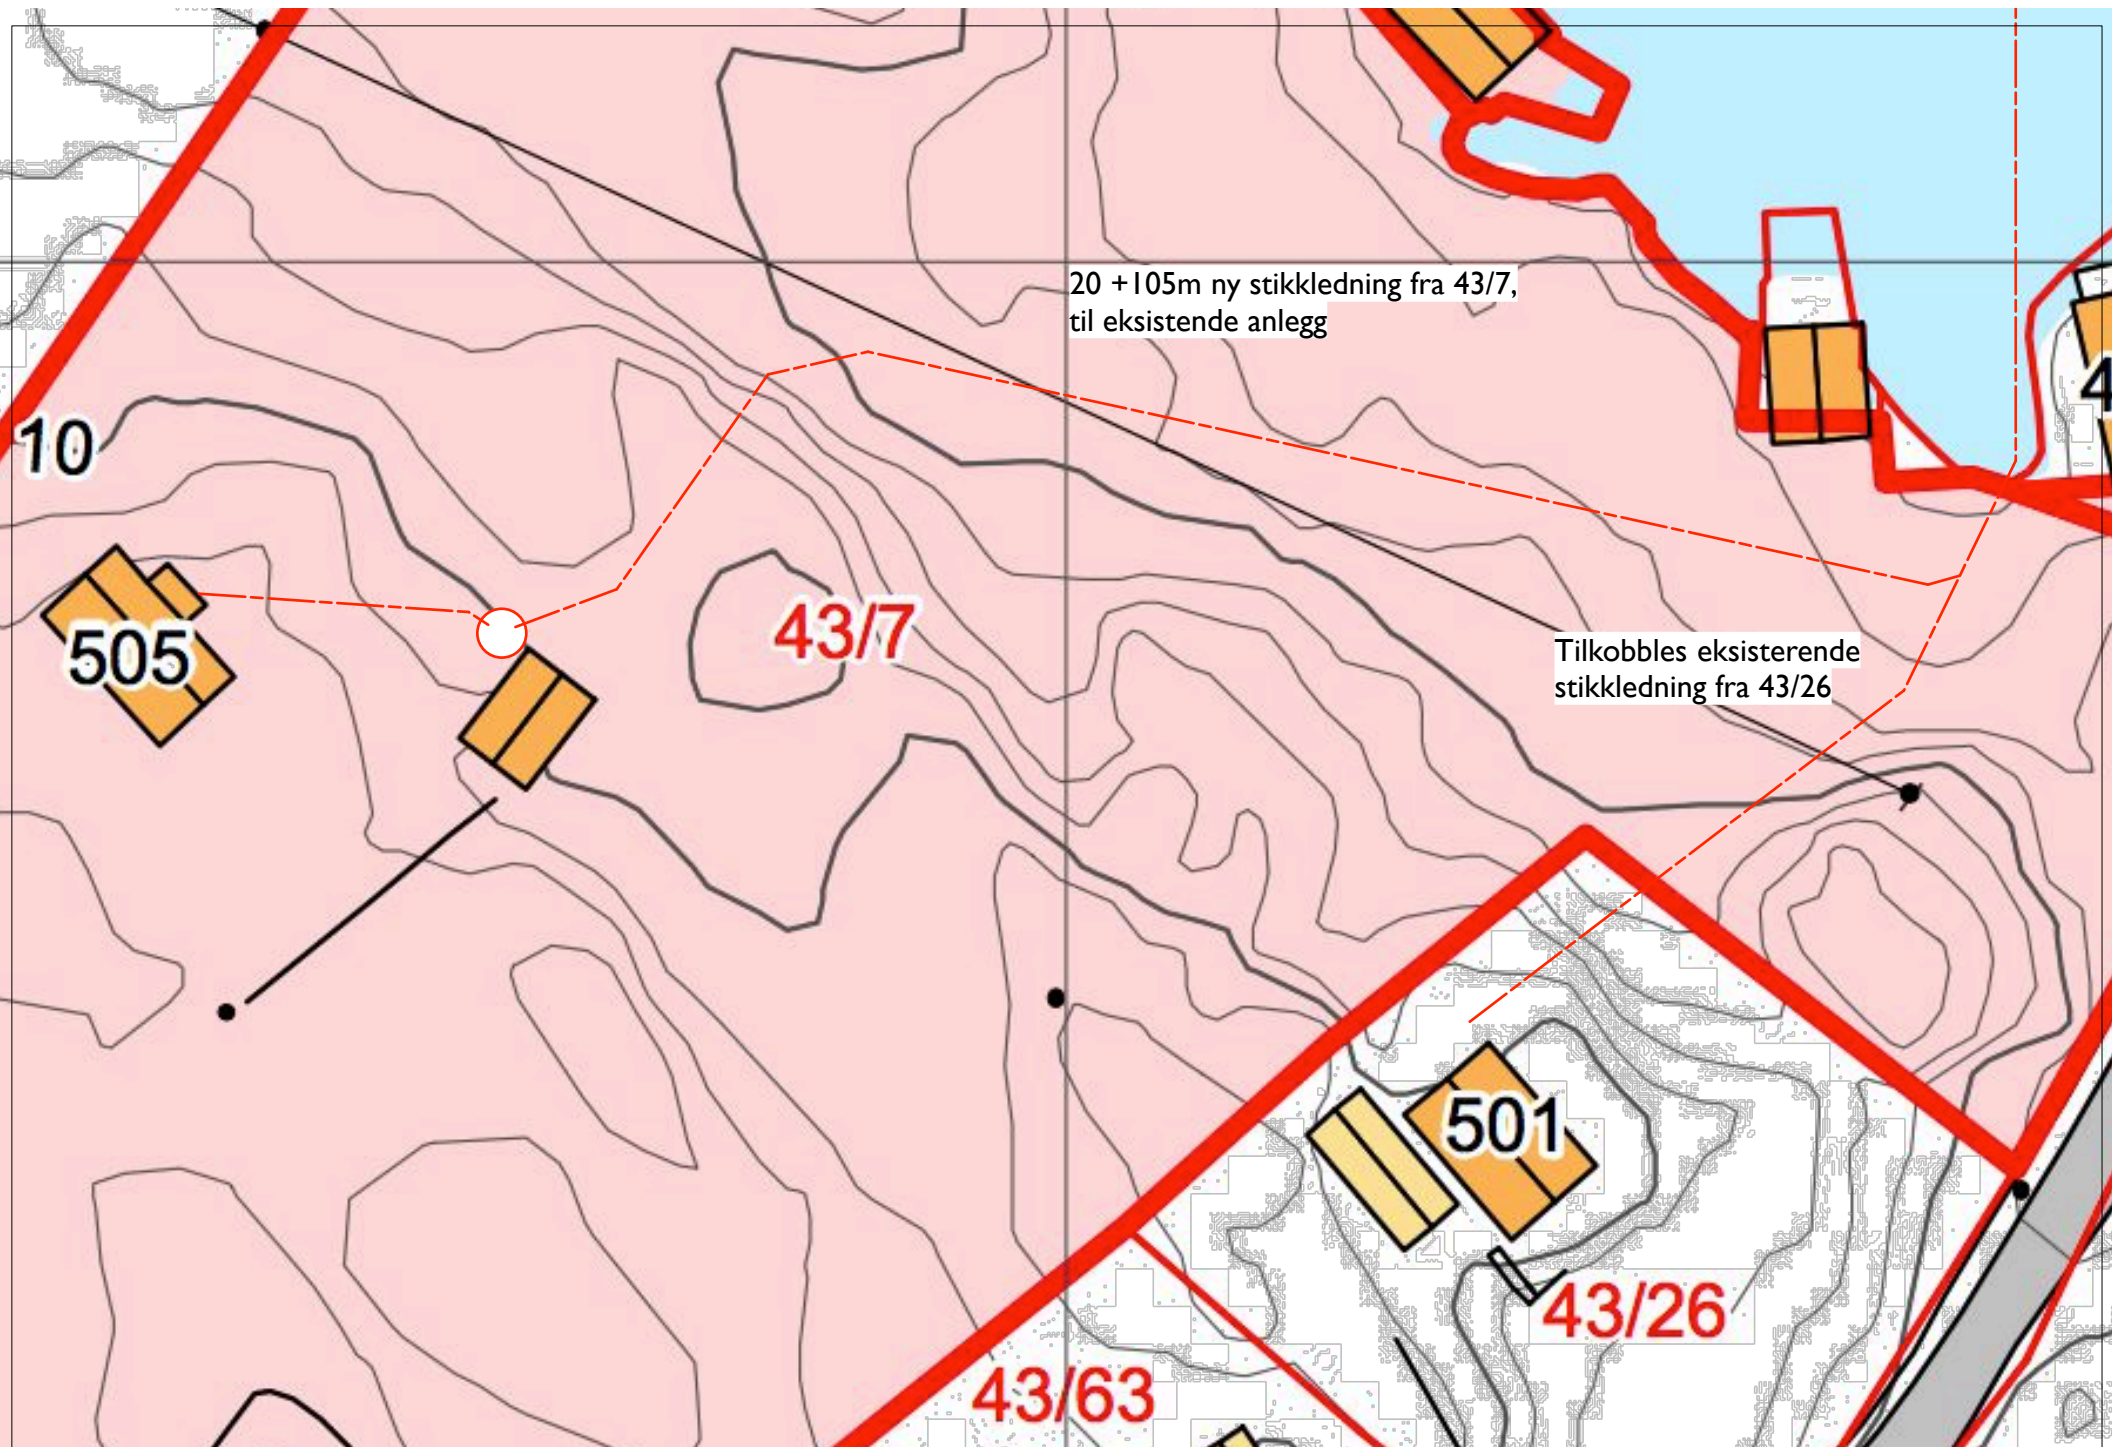 20 +105m ny stikkledning fra 43/7,
til eksistende anlegg
10
505
43/7
Tilkobbles eksisterende
stikkledning fra 43/26
501
43/26
43/63
4